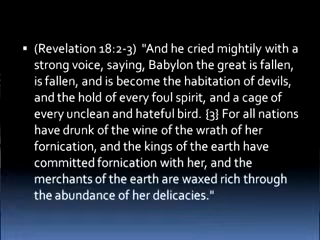 ▪ (Revelation 18:2-3)  "And he cried mightily with a
strong voice, saying, Babylon the great is fallen,
is fallen, and is become the habitation of devils,
and the hold of every foul spirit, and a cage of
every unclean and hateful bird. {3} For all nations
have drunk of the wine of the wrath of her
fornication, and the kings of the earth have
committed fornication with her, and the
merchants of the earth are waxed rich through
the abundance of her delicacies."